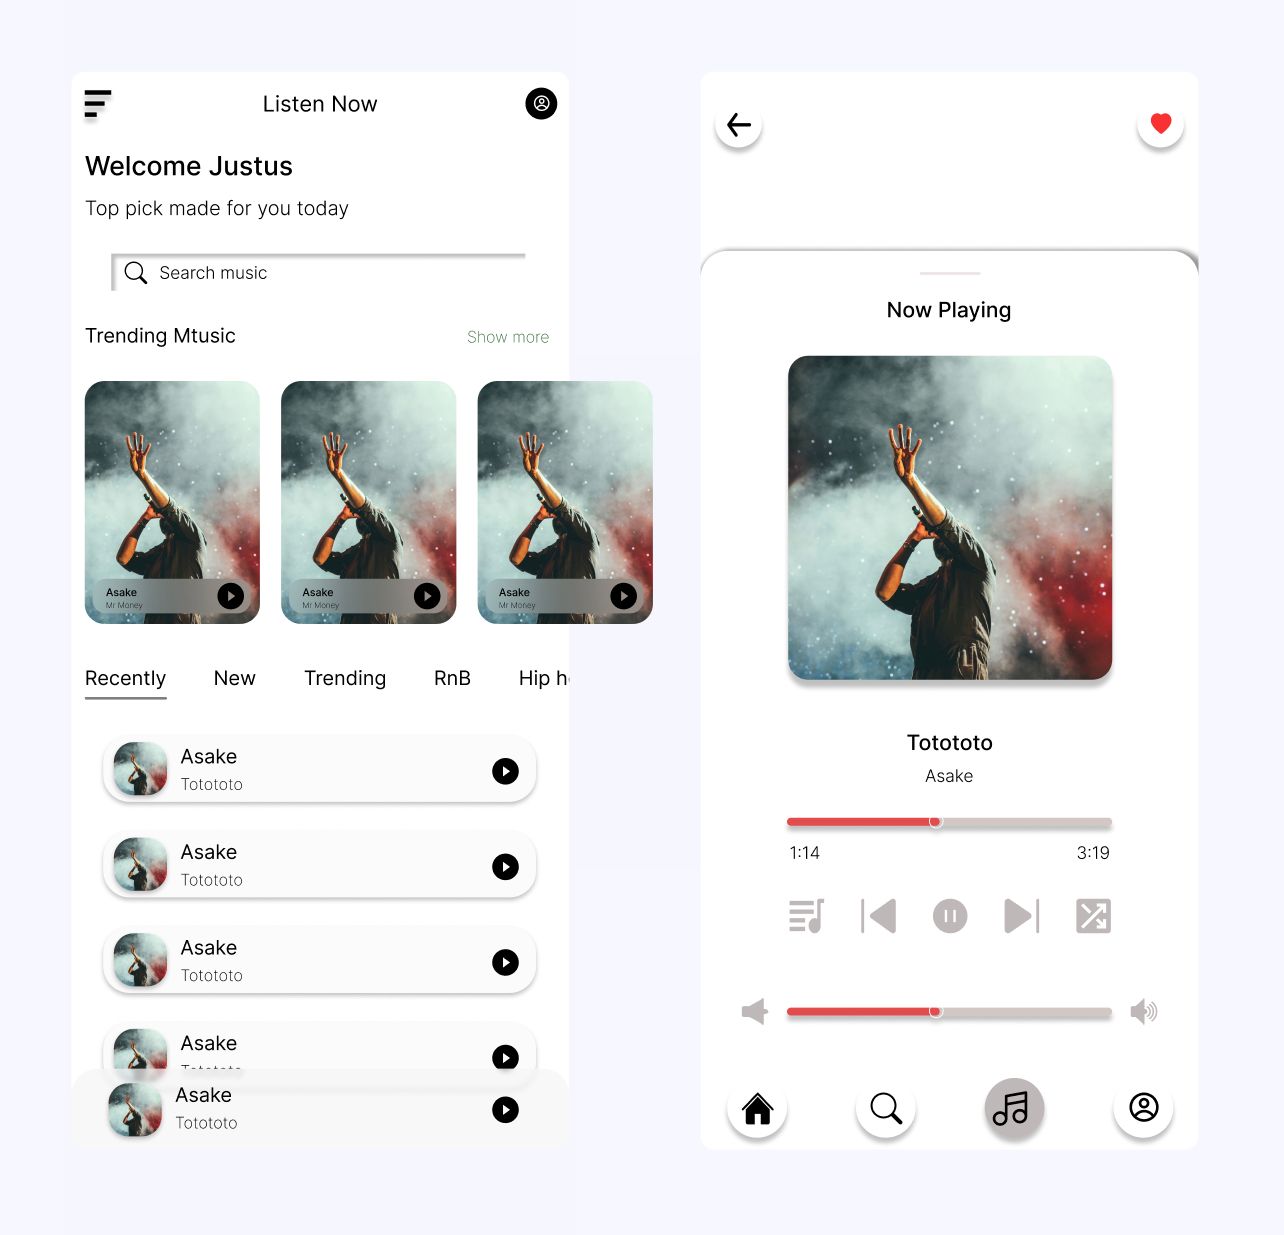 Listen Now
Welcome Justus
Top pick made for you today
Search music
Trending Mtusic
Show more
Asake
Mr Money
Asake
Mr Money
Asake
Mr Money
Recently New Trending RnB Hip h
Asake
Totototo
Asake
Totototo
Asake
Totototo
Asake
Totototo
Asake
Totototo
Now Playing
Totototo
Asake
1:14 3:19